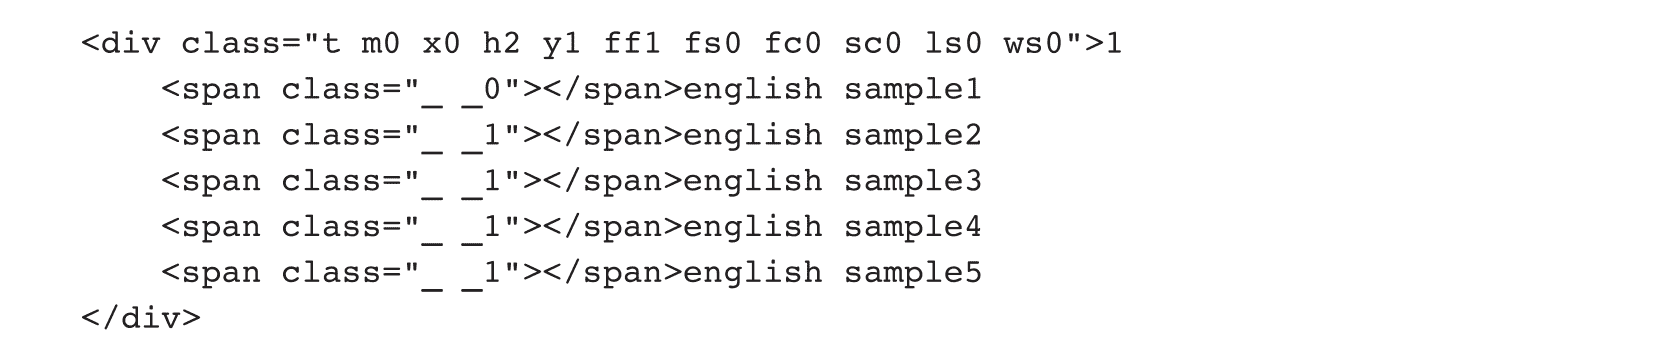 <div class="t m0 x0 h2 y1 ff1 fs0 fc0 sc0 ls0 ws0">1
    <span class="_ _0"></span>english sample1
    <span class="_ _1"></span>english sample2
    <span class="_ _1"></span>english sample3
    <span class="_ _1"></span>english sample4
    <span class="_ _1"></span>english sample5
</div>